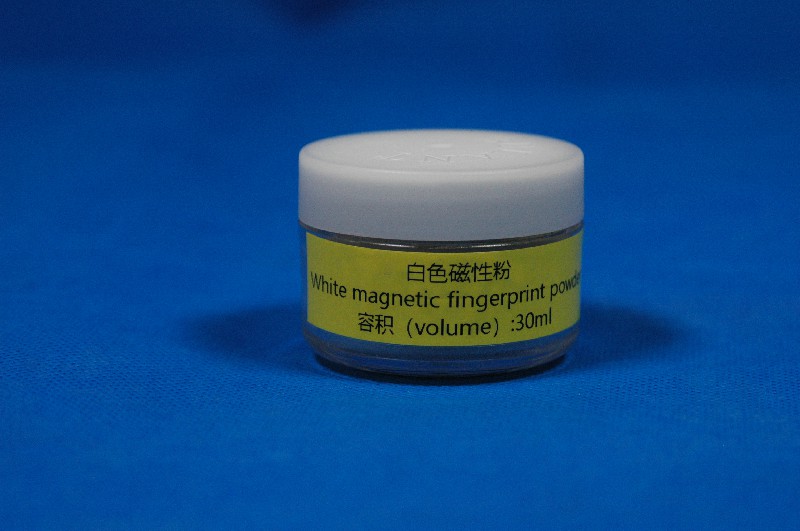 白色磁性粉
White magnetic fingerprint powde
容积（volume）:30ml